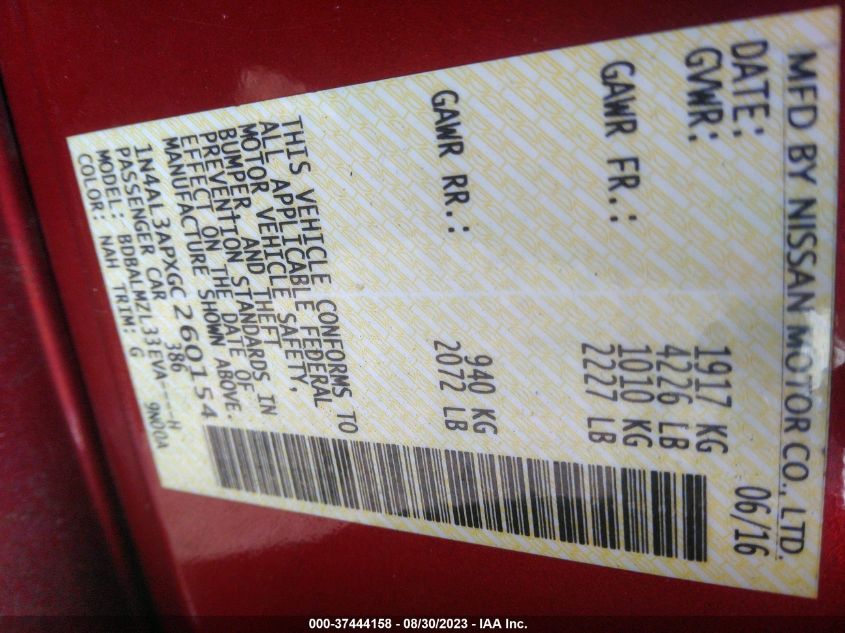 MFD BY NISSAN MOTOR CO., LTD.
DATE: 06/16
GVWR: 1917 KG
4226 LB
GAWR FR.: 1010 KG
2227 LB
GAWR RR.: 940 KG
2072 LB
THIS VEHICLE CONFORMS TO
ALL APPLICABLE FEDERAL
MOTOR VEHICLE SAFETY,
BUMPER AND THEFT
PREVENTION STANDARDS IN
EFFECT ON THE DATE OF
MANUFACTURE SHOWN ABOVE.
1N4AL3APXGC260154
PASSENGER CAR 386
MODEL: BDBALMZL33EVA---H
COLOR: NAH TRIM: G 9N00A
000-37444158 - 08/30/2023 - IAA Inc.